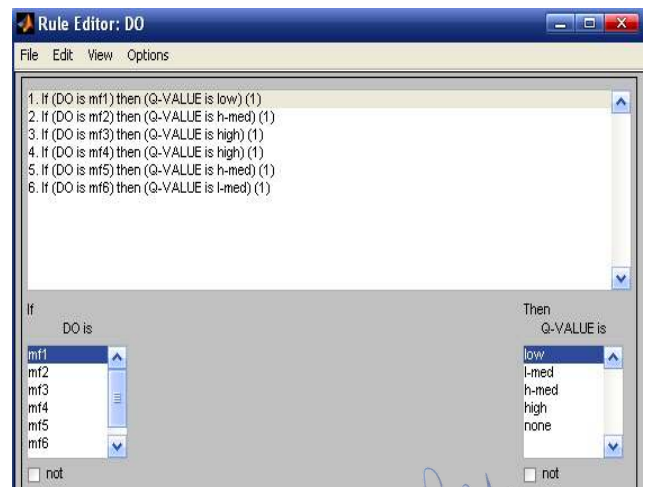 Rule Editor: DO
File Edit View Options
1. If (DO is mf1) then (Q-VALUE is low) (1)
2. If (DO is mf2) then (Q-VALUE is h-med) (1)
3. If (DO is mf3) then (Q-VALUE is high) (1)
4. If (DO is mf4) then (Q-VALUE is high) (1)
5. If (DO is mf5) then (Q-VALUE is h-med) (1)
6. If (DO is mf6) then (Q-VALUE is l-med) (1)
If
DO is
mf1
mf2
mf3
mf4
mf5
mf6
not
Then
Q-VALUE is
low
l-med
h-med
high
none
not